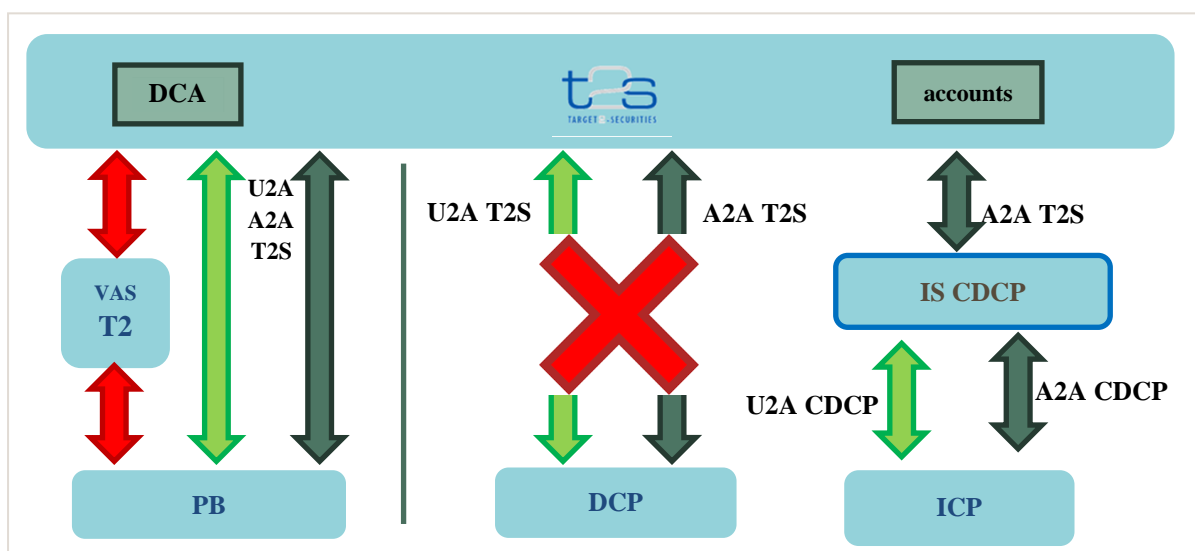 DCA
t2s
TARGET2-SECURITIES
accounts
U2A
A2A
T2S
U2A T2S
A2A T2S
A2A T2S
VAS
T2
IS CDCP
U2A CDCP
A2A CDCP
PB
DCP
ICP